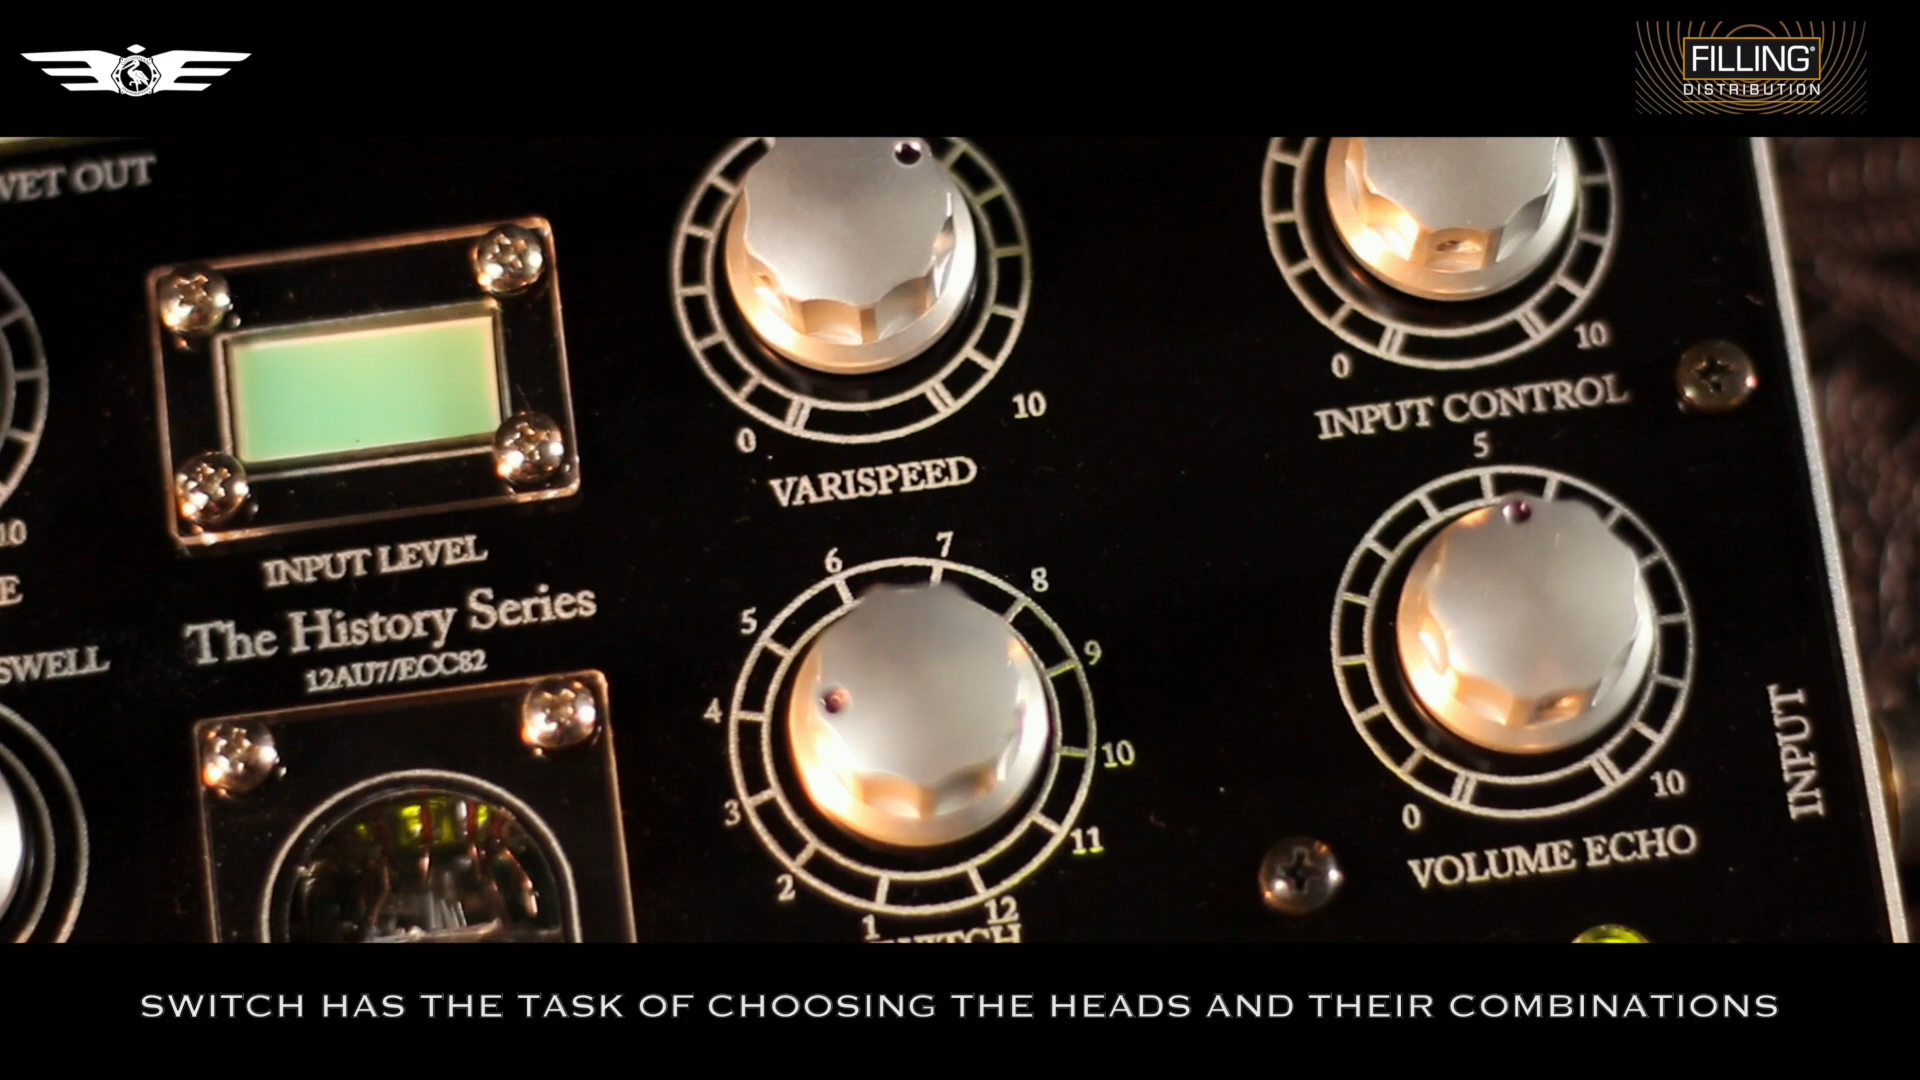 FILLING®
DISTRIBUTION
WET OUT
10
0
VARISPEED
0
10
INPUT CONTROL
10
E
INPUT LEVEL
The History Series
12AU7/ECC82
SWELL
1
2
3
4
5
6
7
8
9
10
11
12
SWITCH
5
0
10
VOLUME ECHO
INPUT
SWITCH HAS THE TASK OF CHOOSING THE HEADS AND THEIR COMBINATIONS